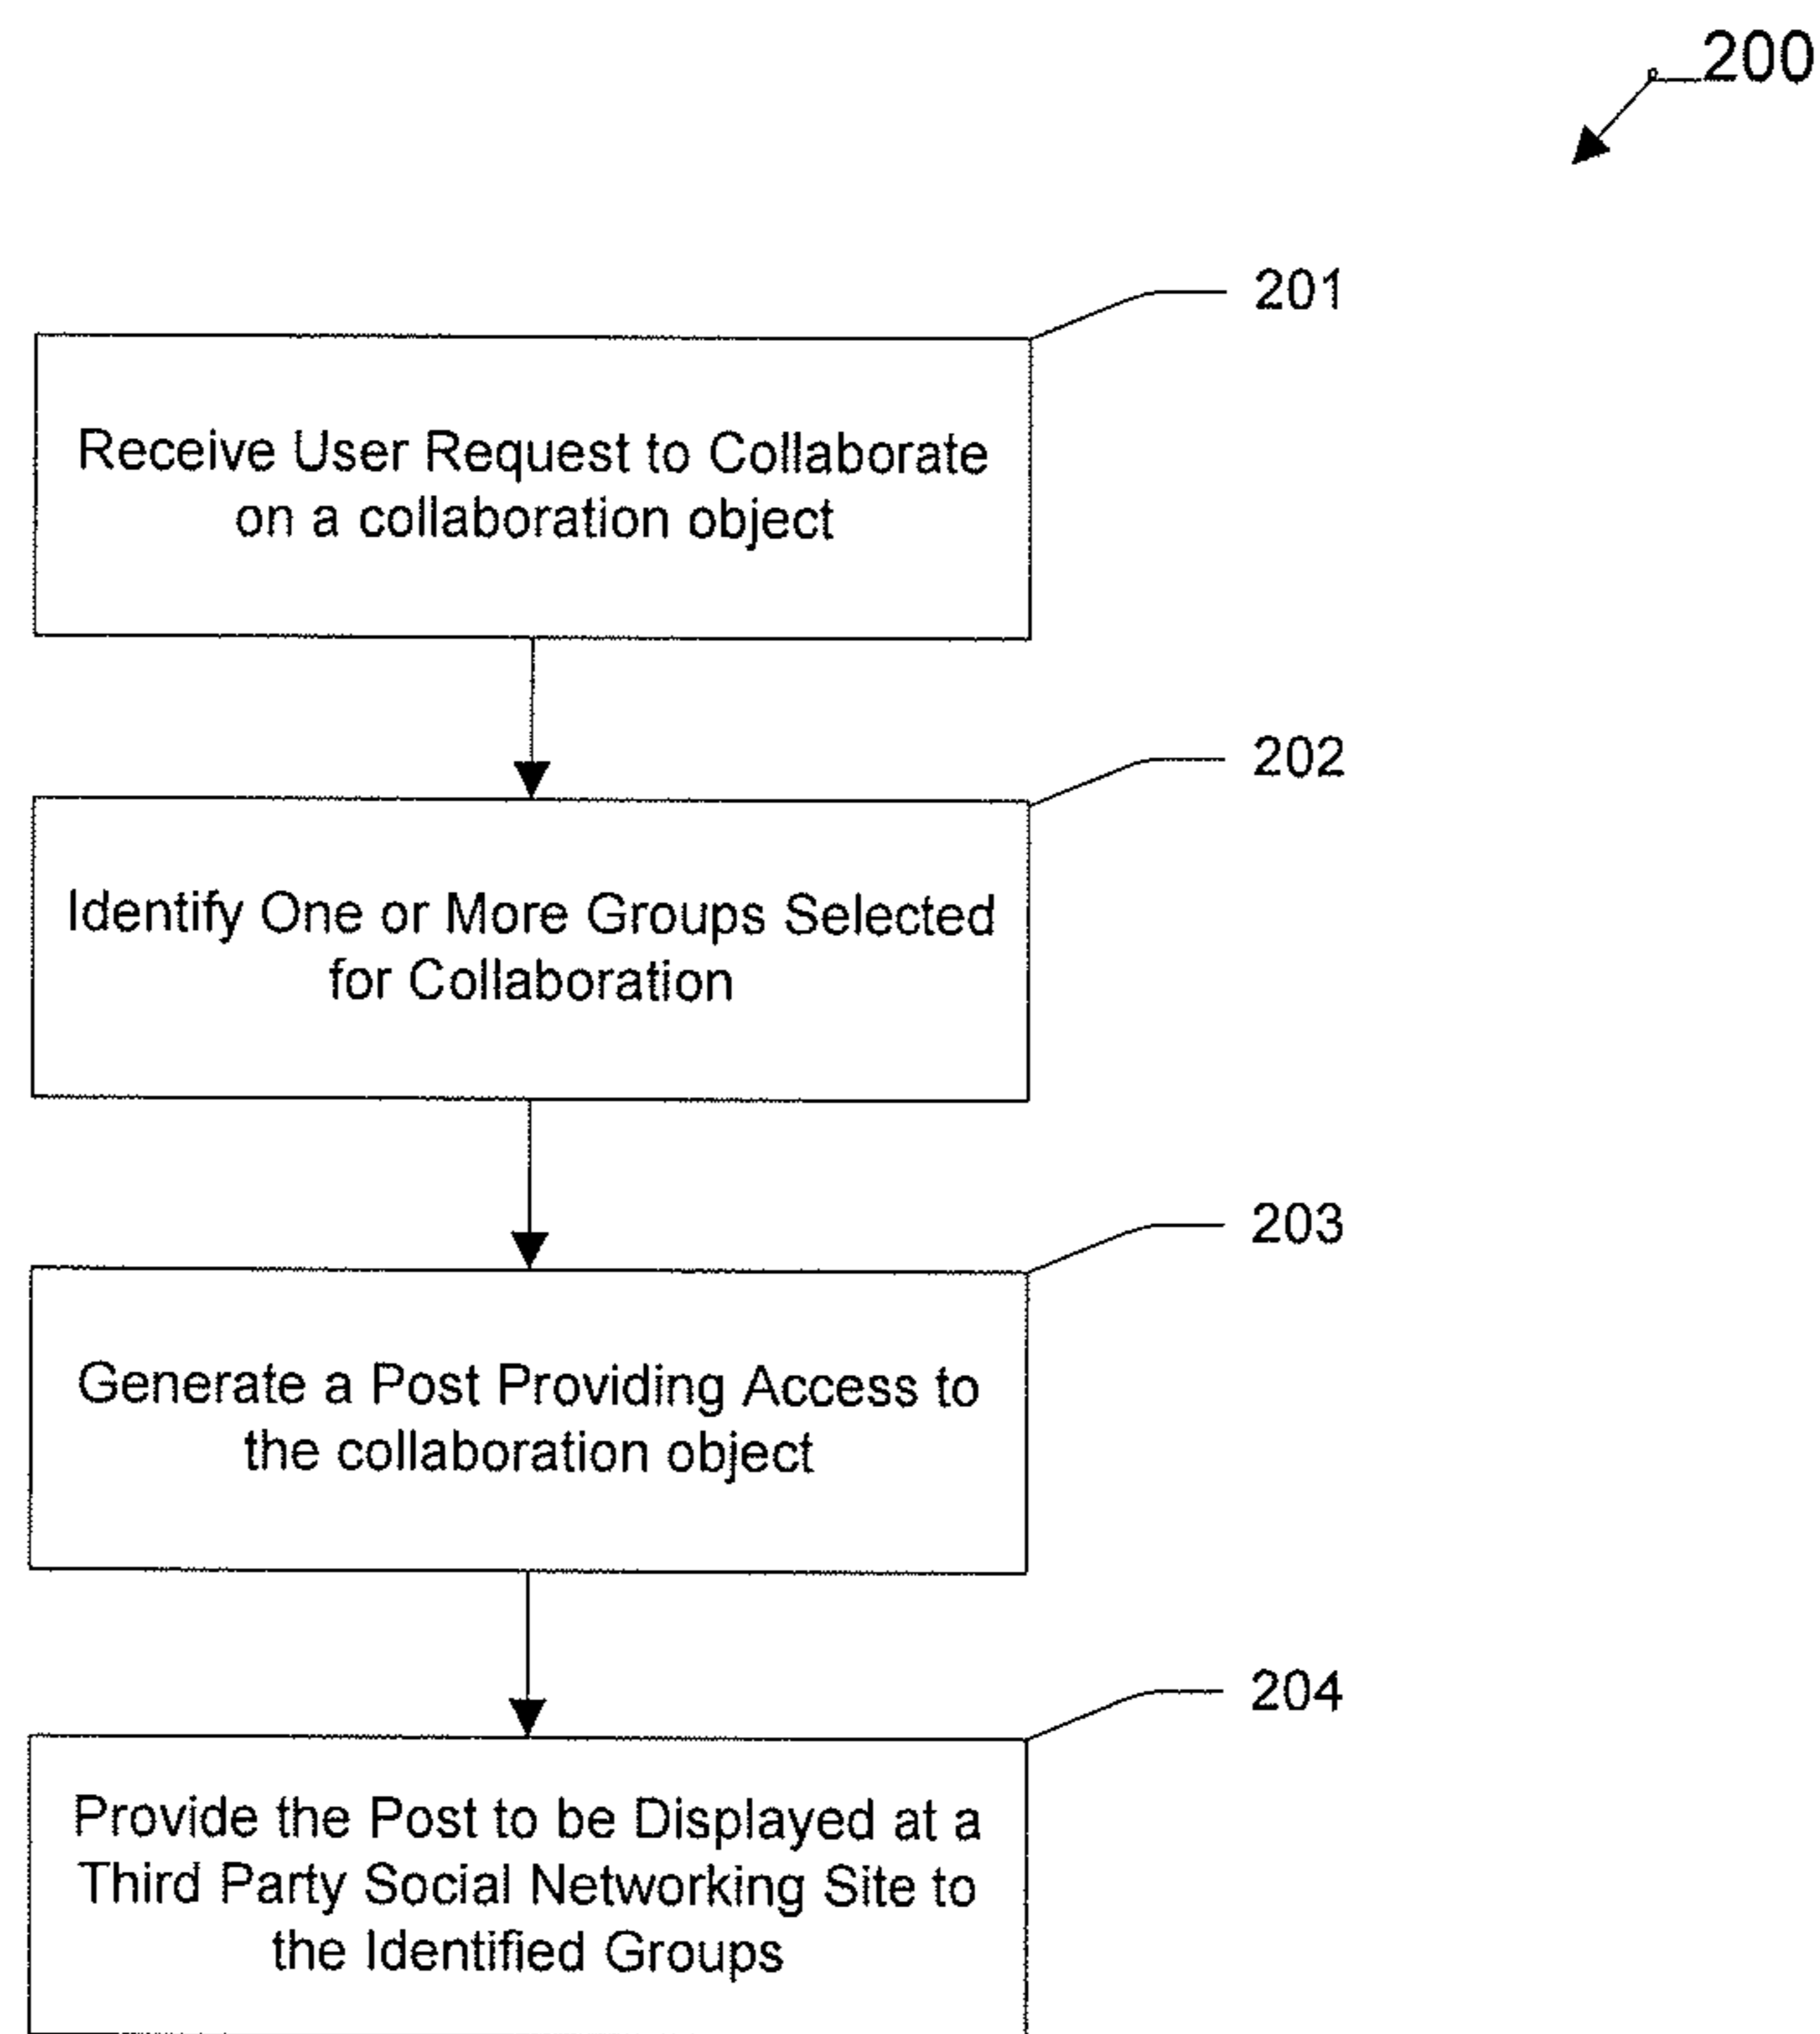 200
201
Receive User Request to Collaborate
on a collaboration object
202
Identify One or More Groups Selected
for Collaboration
203
Generate a Post Providing Access to
the collaboration object
204
Provide the Post to be Displayed at a
Third Party Social Networking Site to
the Identified Groups